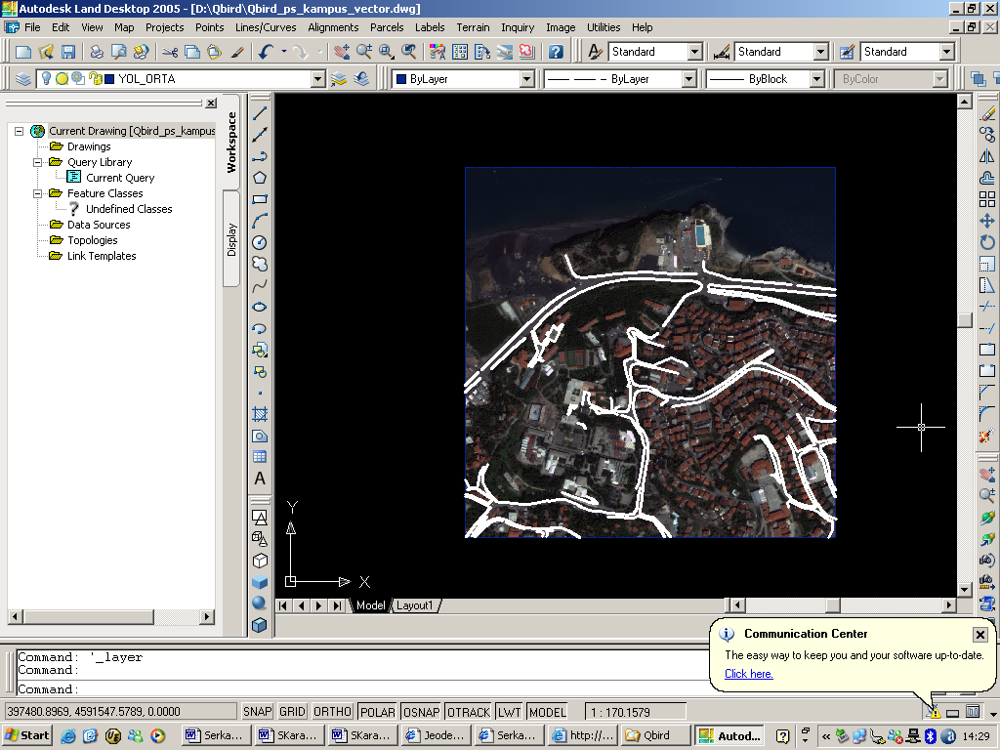 Autodesk Land Desktop 2005 - [D:\Qbird\Qbird_ps_kampus_vector.dwg]
File Edit View Map Projects Points Lines/Curves Alignments Parcels Labels Terrain Inquiry Image Utilities Help
Standard Standard Standard
YOL_ORTA ByLayer ByLayer ByBlock ByColor
Current Drawing [Qbird_ps_kampus
Drawings
Query Library
Current Query
Feature Classes
Undefined Classes
Data Sources
Topologies
Link Templates
Workspace
Display
A
Y
X
Model Layout1
Communication Center
The easy way to keep you and your software up-to-date.
Click here.
Command: '_layer
Command:
Command:
397480.8969, 4591547.5789, 0.0000 SNAP GRID ORTHO POLAR OSNAP OTRACK LWT MODEL 1 : 170.1579
Start Serka... SKara... SKara... Jeode... Serka... http://... Qbird Autod... 14:29